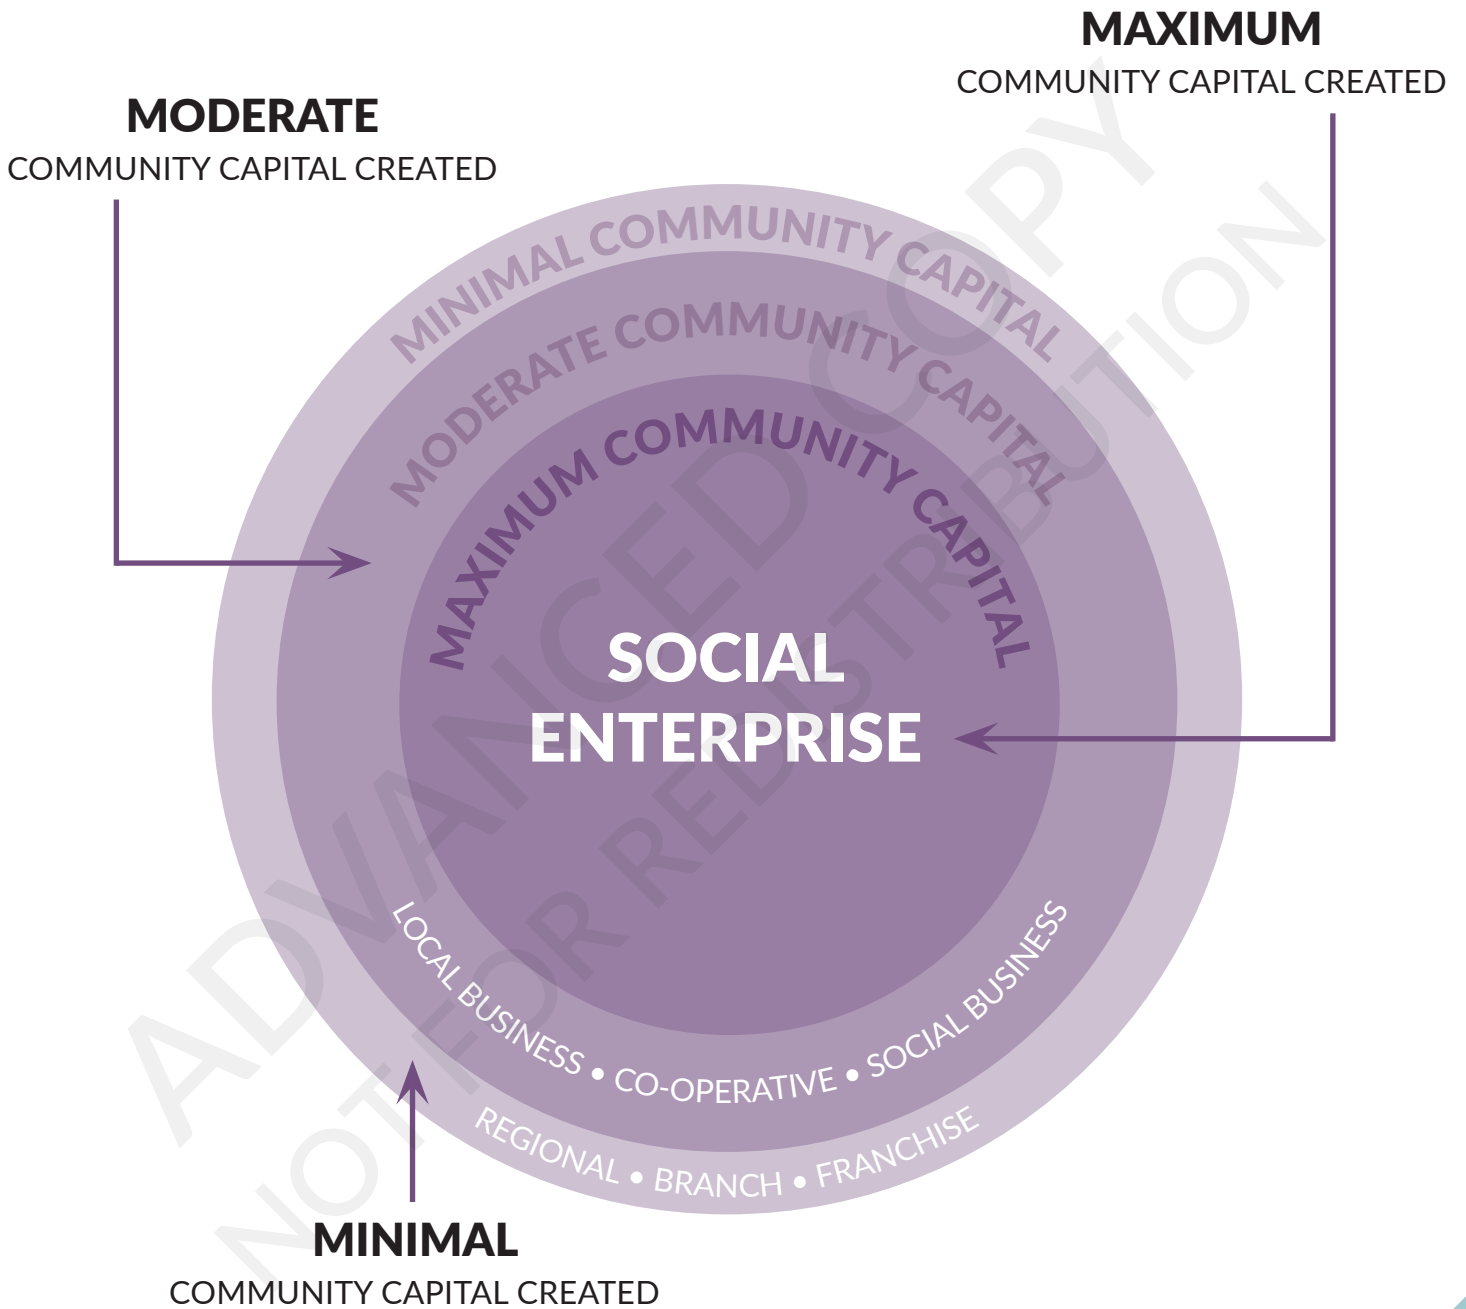 MAXIMUM
COMMUNITY CAPITAL CREATED
MODERATE
COMMUNITY CAPITAL CREATED
MINIMAL COMMUNITY CAPITAL
MODERATE COMMUNITY CAPITAL
MAXIMUM COMMUNITY CAPITAL
SOCIAL
ENTERPRISE
LOCAL BUSINESS • CO-OPERATIVE • SOCIAL BUSINESS
REGIONAL • BRANCH • FRANCHISE
MINIMAL
COMMUNITY CAPITAL CREATED
ADVANCED COPY
NOT FOR REDISTRIBUTION